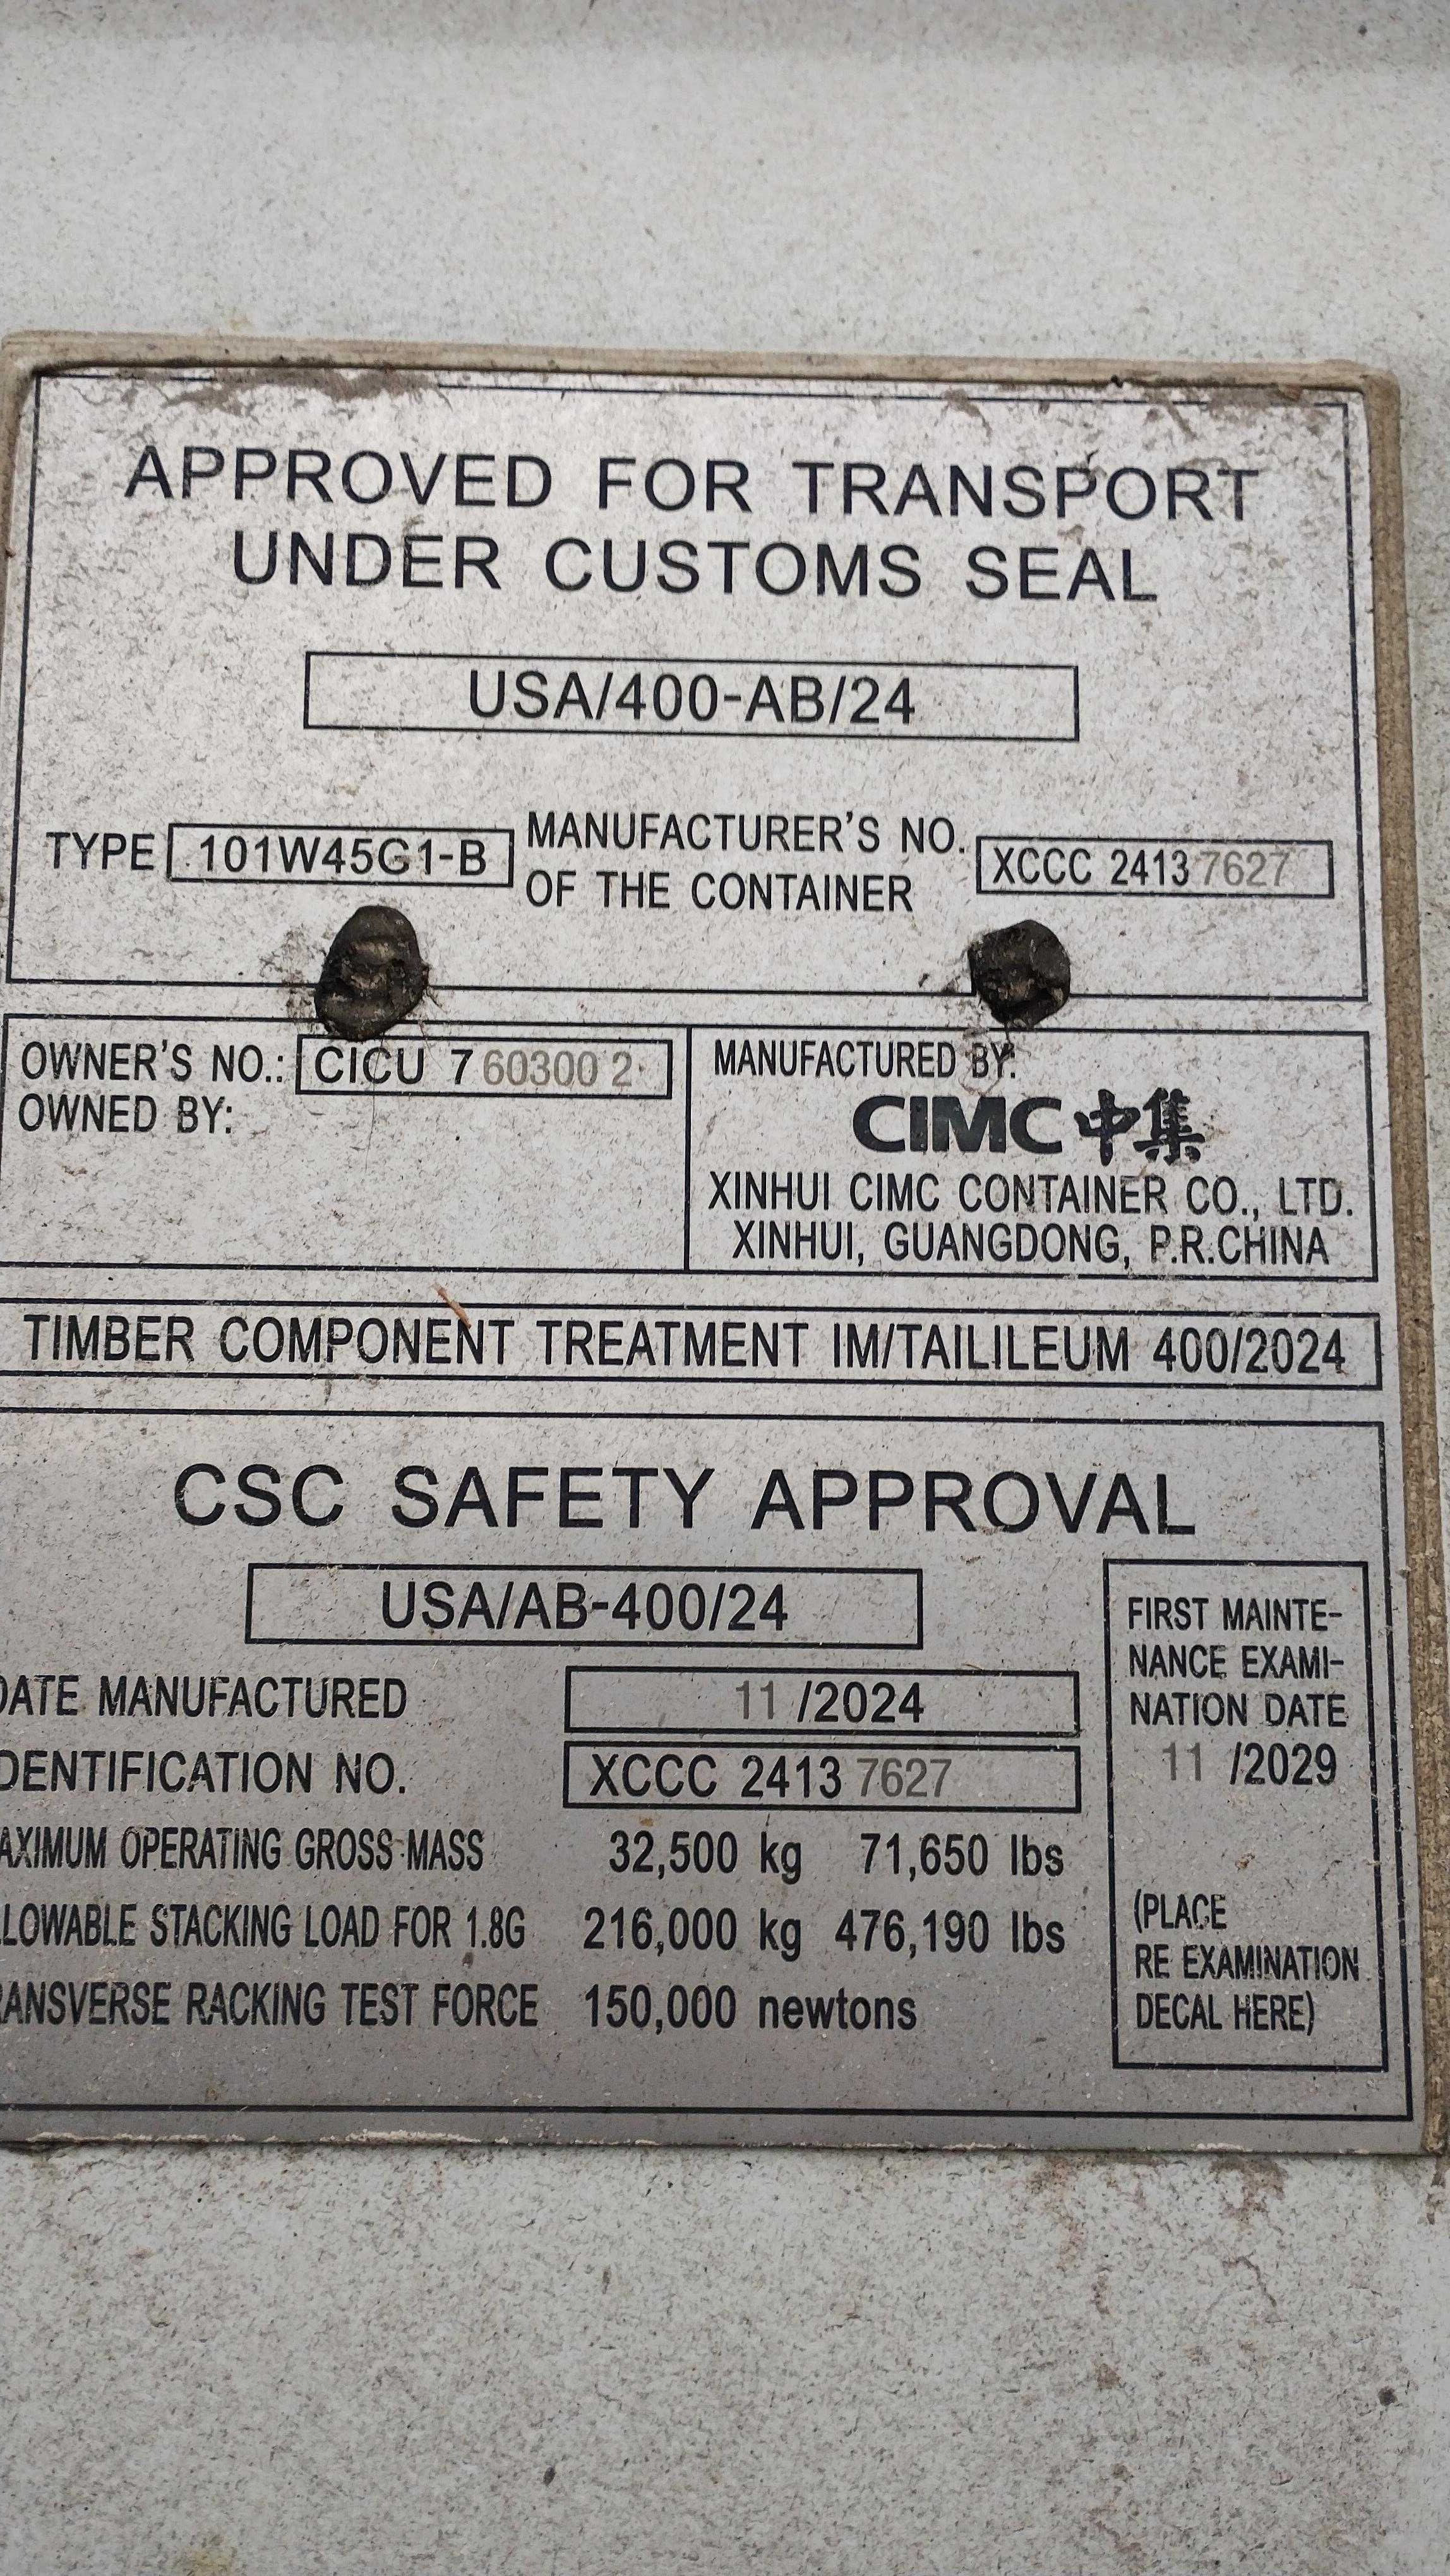 APPROVED FOR TRANSPORT
UNDER CUSTOMS SEAL
USA/400-AB/24
TYPE 101W45G1-B MANUFACTURER'S NO. OF THE CONTAINER XCCC 2413 7627
OWNER'S NO.: CICU 7 60300 2
OWNED BY:
MANUFACTURED BY:
CIMC 中集
XINHUI CIMC CONTAINER CO., LTD.
XINHUI, GUANGDONG, P.R.CHINA
TIMBER COMPONENT TREATMENT IM/TAILILEUM 400/2024
CSC SAFETY APPROVAL
USA/AB-400/24
DATE MANUFACTURED 11 /2024
IDENTIFICATION NO. XCCC 2413 7627
AXIMUM OPERATING GROSS MASS 32,500 kg 71,650 lbs
LLOWABLE STACKING LOAD FOR 1.8G 216,000 kg 476,190 lbs
RANSVERSE RACKING TEST FORCE 150,000 newtons
FIRST MAINTE-
NANCE EXAMI-
NATION DATE
11 /2029
(PLACE
RE EXAMINATION
DECAL HERE)